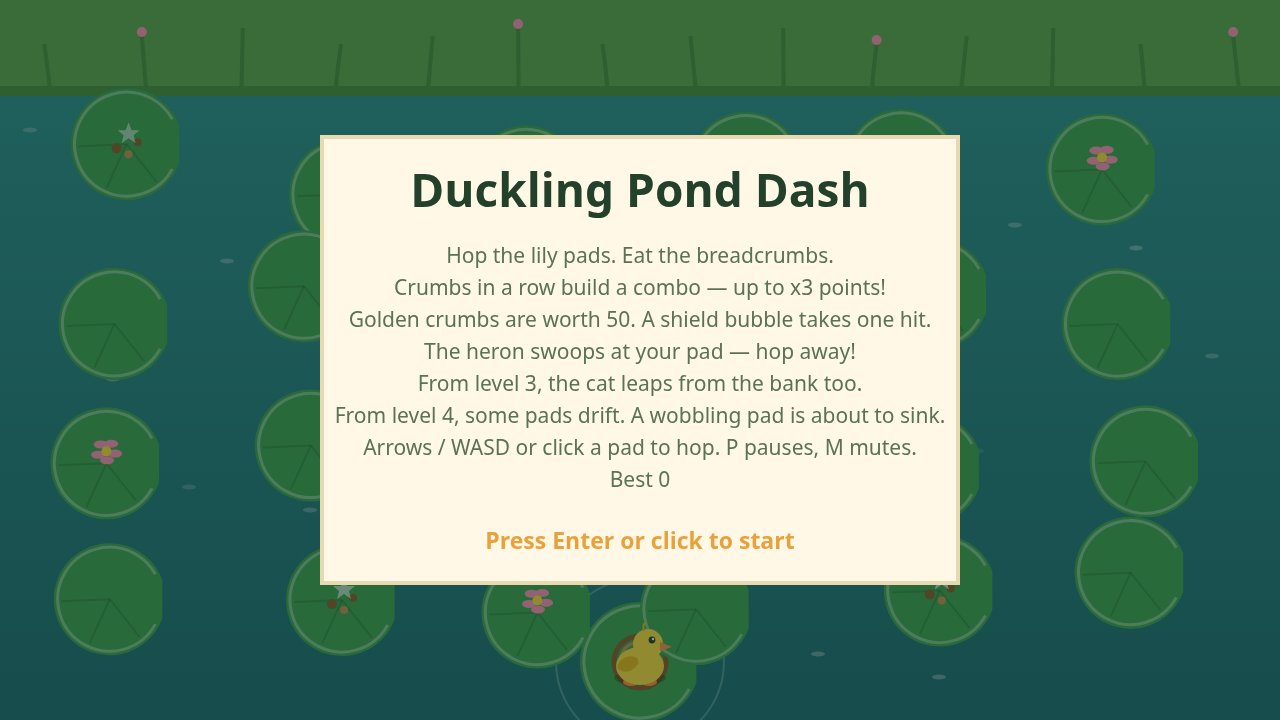 Duckling Pond Dash
Hop the lily pads. Eat the breadcrumbs.
Crumbs in a row build a combo — up to x3 points!
Golden crumbs are worth 50. A shield bubble takes one hit.
The heron swoops at your pad — hop away!
From level 3, the cat leaps from the bank too.
From level 4, some pads drift. A wobbling pad is about to sink.
Arrows / WASD or click a pad to hop. P pauses, M mutes.
Best 0
Press Enter or click to start